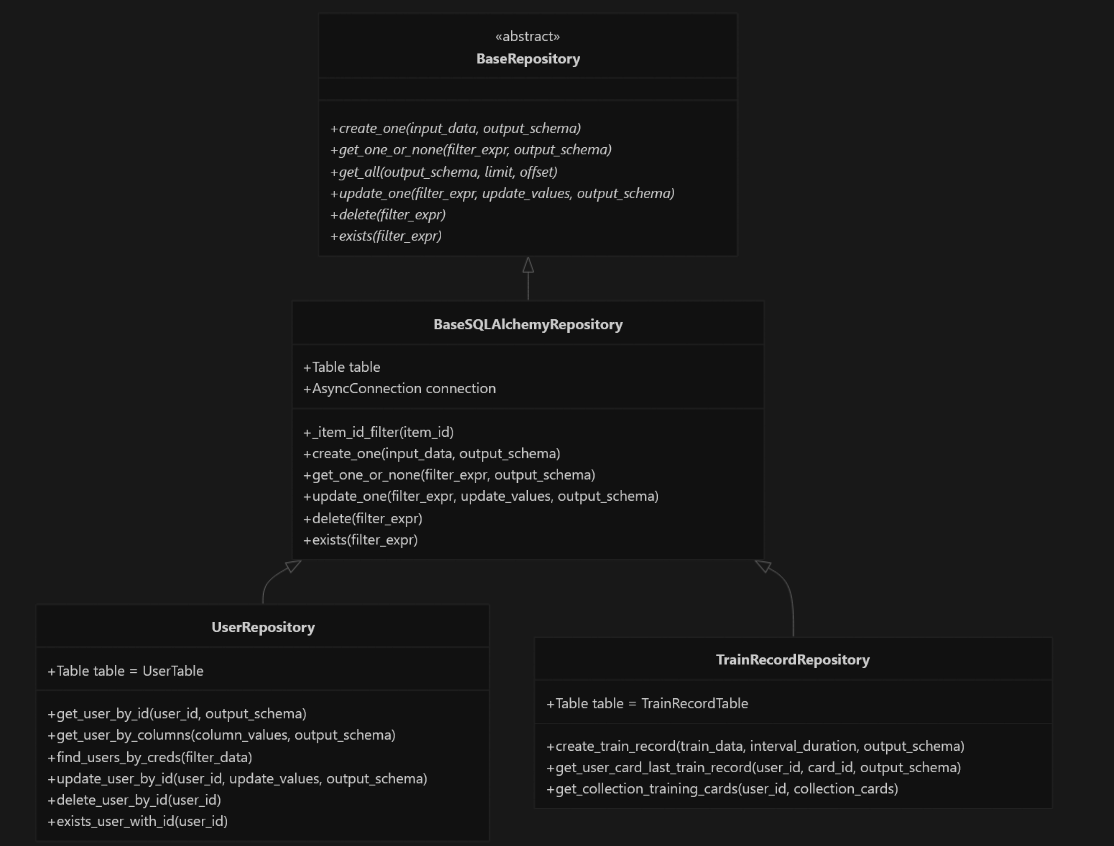 «abstract»
BaseRepository
+create_one(input_data, output_schema)
+get_one_or_none(filter_expr, output_schema)
+get_all(output_schema, limit, offset)
+update_one(filter_expr, update_values, output_schema)
+delete(filter_expr)
+exists(filter_expr)
BaseSQLAlchemyRepository
+Table table
+AsyncConnection connection
+_item_id_filter(item_id)
+create_one(input_data, output_schema)
+get_one_or_none(filter_expr, output_schema)
+update_one(filter_expr, update_values, output_schema)
+delete(filter_expr)
+exists(filter_expr)
UserRepository
+Table table = UserTable
+get_user_by_id(user_id, output_schema)
+get_user_by_columns(column_values, output_schema)
+find_users_by_creds(filter_data)
+update_user_by_id(user_id, update_values, output_schema)
+delete_user_by_id(user_id)
+exists_user_with_id(user_id)
TrainRecordRepository
+Table table = TrainRecordTable
+create_train_record(train_data, interval_duration, output_schema)
+get_user_card_last_train_record(user_id, card_id, output_schema)
+get_collection_training_cards(user_id, collection_cards)